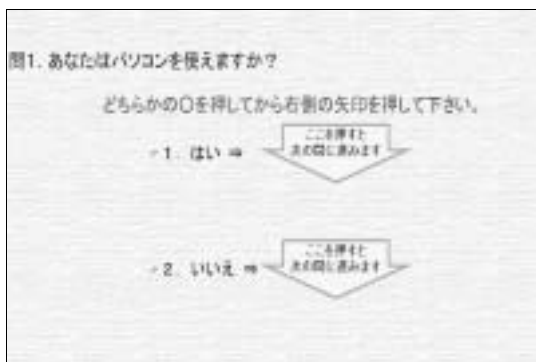 問1. あなたはパソコンを使えますか？
どちらかの〇を押してから右側の矢印を押して下さい。
1. はい ⇒
ここを押すと
次の問に進みます
2. いいえ ⇒
ここを押すと
次の問に進みます